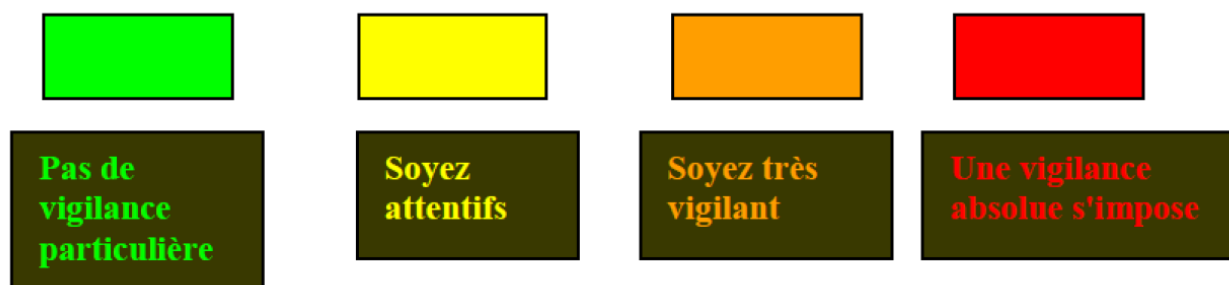 Pas de
vigilance
particulière
Soyez
attentifs
Soyez très
vigilant
Une vigilance
absolue s'impose